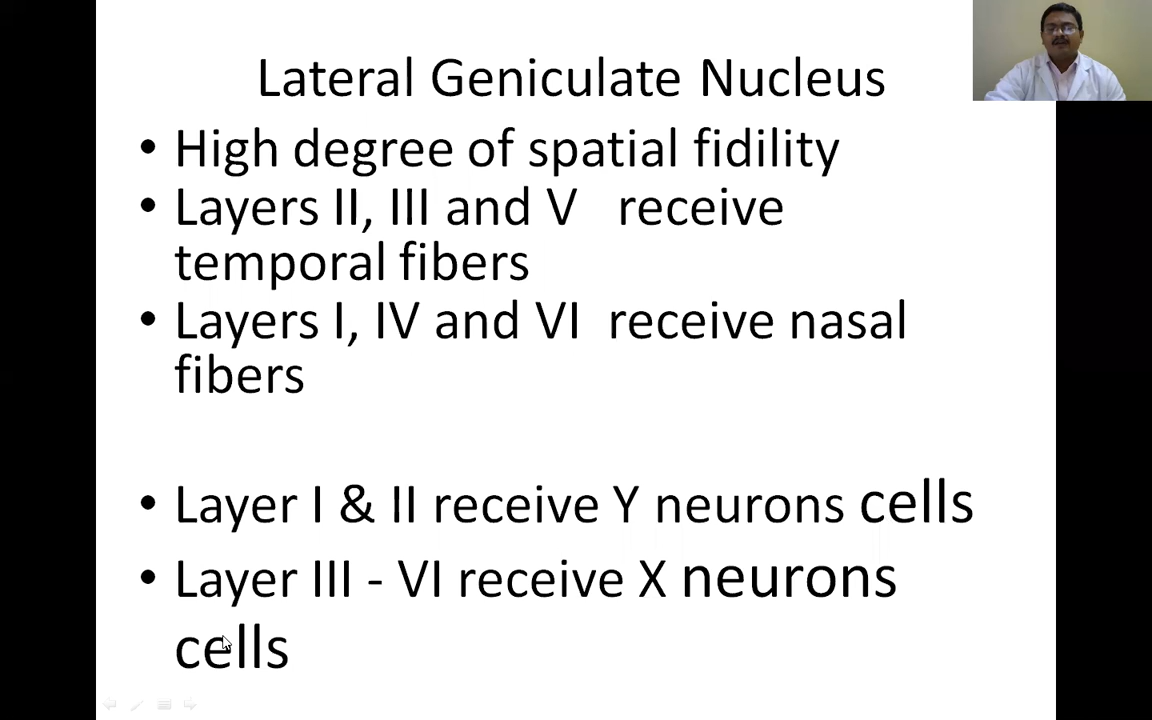 Lateral Geniculate Nucleus
• High degree of spatial fidility
• Layers II, III and V receive
temporal fibers
• Layers I, IV and VI receive nasal
fibers
• Layer I & II receive Y neurons cells
• Layer III - VI receive X neurons
cells